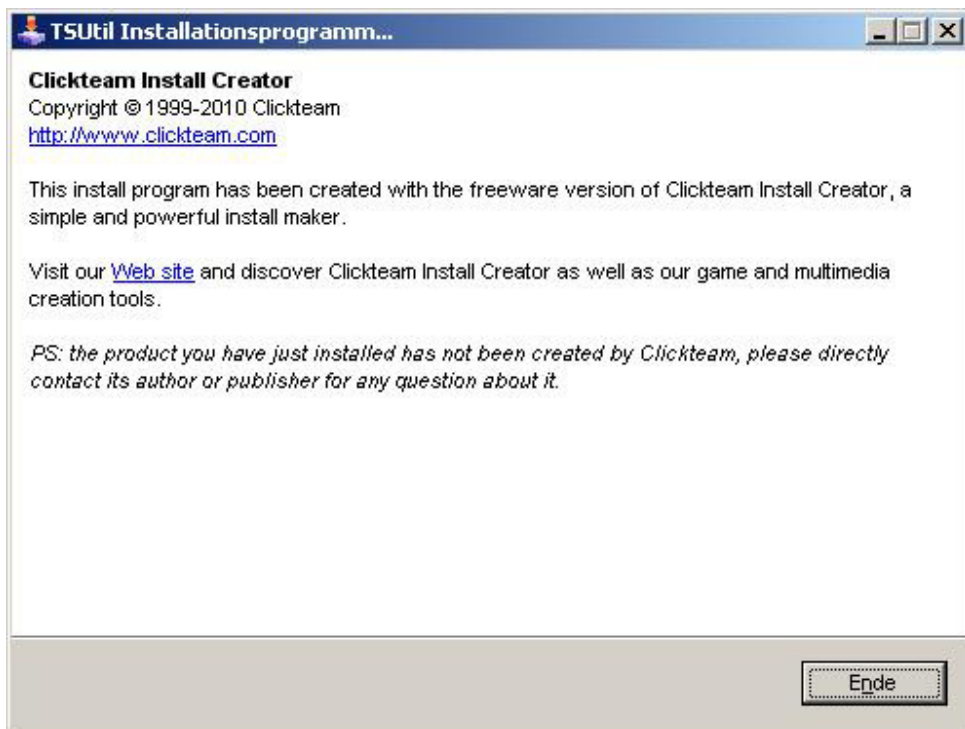 TSUtil Installationsprogramm...
Clickteam Install Creator
Copyright © 1999-2010 Clickteam
http://www.clickteam.com
This install program has been created with the freeware version of Clickteam Install Creator, a
simple and powerful install maker.
Visit our Web site and discover Clickteam Install Creator as well as our game and multimedia
creation tools.
PS: the product you have just installed has not been created by Clickteam, please directly
contact its author or publisher for any question about it.
Ende